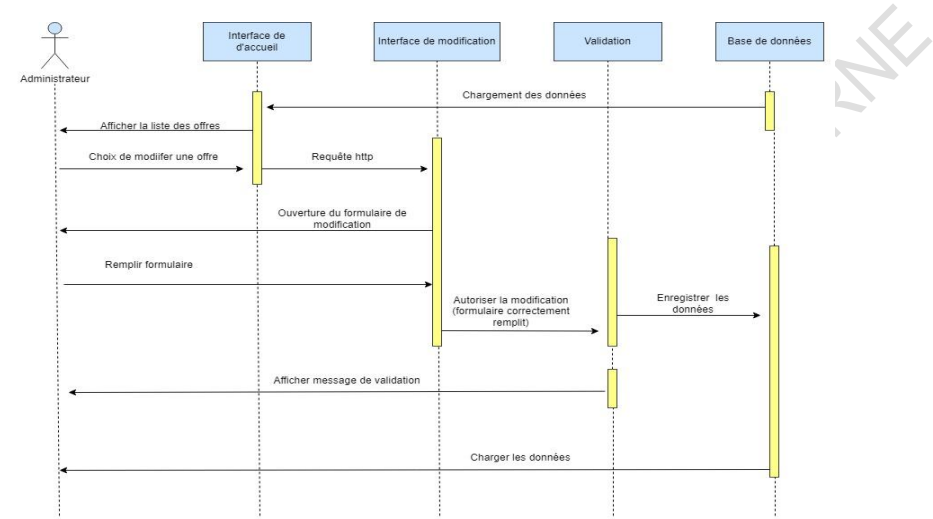 Interface de
d'accueil
Interface de modification
Validation
Base de données
Administrateur
Chargement des données
Afficher la liste des offres
Choix de modiifer une offre
Requête http
Ouverture du formulaire de
modification
Remplir formulaire
Autoriser la modification
(formulaire correctement
remplit)
Enregistrer les
données
Afficher message de validation
Charger les données